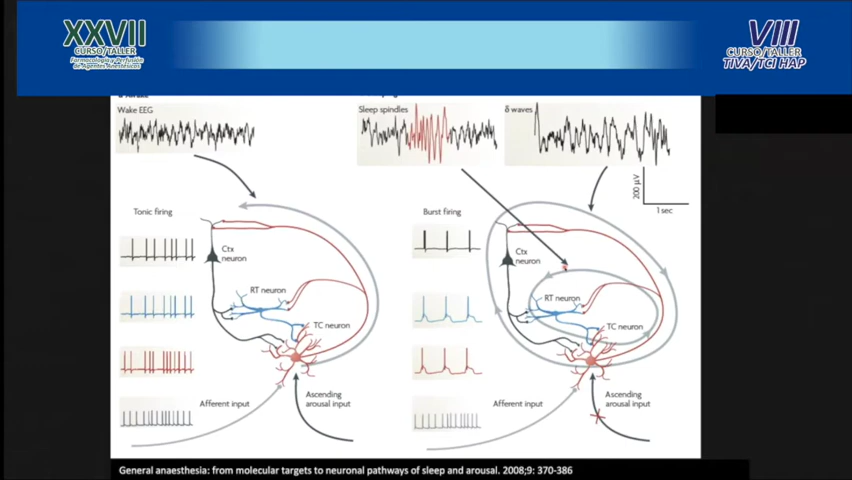 XXVII
CURSO/TALLER
Farmacología y Perfusión
de Agentes Anestésicos
VIII
CURSO/TALLER
TIVA/TCI HAP
Wake EEG
Sleep spindles
δ waves
200 µV
1 sec
Tonic firing
Ctx
neuron
RT neuron
TC neuron
Afferent input
Ascending
arousal input
Burst firing
Ctx
neuron
RT neuron
TC neuron
Afferent input
Ascending
arousal input
General anaesthesia: from molecular targets to neuronal pathways of sleep and arousal. 2008;9: 370-386